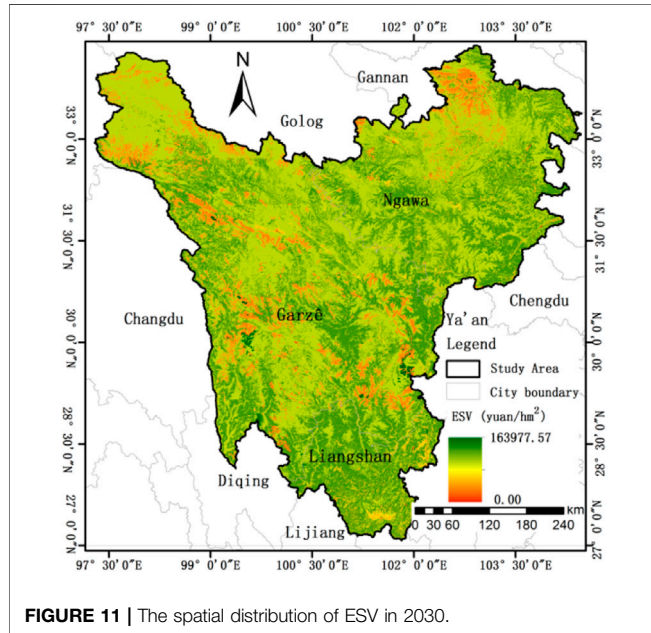 97° 30′ 0″E 99° 0′ 0″E 100° 30′ 0″E 102° 0′ 0″E 103° 30′ 0″E
N
Gannan
Golog
33° 0′ 0″N
33° 0′ 0″N
Ngawa
31° 30′ 0″N
31° 30′ 0″N
Chengdu
Changdu
Garzê
Ya'an
30° 0′ 0″N
30° 0′ 0″N
Legend
Study Area
City boundary
ESV (yuan/hm²)
163977.57
0.00
28° 30′ 0″N
28° 30′ 0″N
Liangshan
Diqing
Lijiang
km
0 30 60 120 180 240
27° 0′ 0″N
27° 0′ 0″N
97° 30′ 0″E 99° 0′ 0″E 100° 30′ 0″E 102° 0′ 0″E 103° 30′ 0″E
FIGURE 11 | The spatial distribution of ESV in 2030.